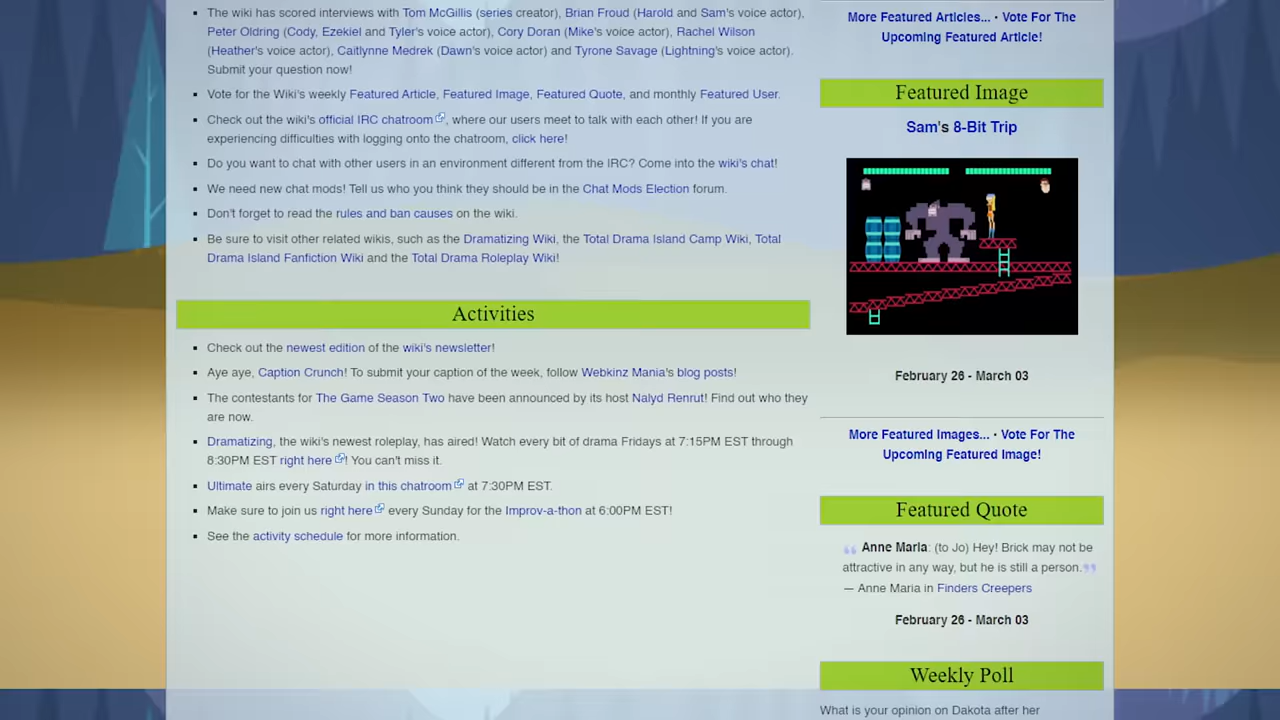 The wiki has scored interviews with Tom McGillis (series creator), Brian Froud (Harold and Sam's voice actor),
Peter Oldring (Cody, Ezekiel and Tyler's voice actor), Cory Doran (Mike's voice actor), Rachel Wilson
(Heather's voice actor), Caitlynne Medrek (Dawn's voice actor) and Tyrone Savage (Lightning's voice actor).
Submit your question now!
Vote for the Wiki's weekly Featured Article, Featured Image, Featured Quote, and monthly Featured User.
Check out the wiki's official IRC chatroom, where our users meet to talk with each other! If you are
experiencing difficulties with logging onto the chatroom, click here!
Do you want to chat with other users in an environment different from the IRC? Come into the wiki's chat!
We need new chat mods! Tell us who you think they should be in the Chat Mods Election forum.
Don't forget to read the rules and ban causes on the wiki.
Be sure to visit other related wikis, such as the Dramatizing Wiki, the Total Drama Island Camp Wiki, Total
Drama Island Fanfiction Wiki and the Total Drama Roleplay Wiki!
Activities
Check out the newest edition of the wiki's newsletter!
Aye aye, Caption Crunch! To submit your caption of the week, follow Webkinz Mania's blog posts!
The contestants for The Game Season Two have been announced by its host Nalyd Renrut! Find out who they
are now.
Dramatizing, the wiki's newest roleplay, has aired! Watch every bit of drama Fridays at 7:15PM EST through
8:30PM EST right here! You can't miss it.
Ultimate airs every Saturday in this chatroom at 7:30PM EST.
Make sure to join us right here every Sunday for the Improv-a-thon at 6:00PM EST!
See the activity schedule for more information.
More Featured Articles... • Vote For The
Upcoming Featured Article!
Featured Image
Sam's 8-Bit Trip
February 26 - March 03
More Featured Images... • Vote For The
Upcoming Featured Image!
Featured Quote
“ Anne Maria: (to Jo) Hey! Brick may not be
attractive in any way, but he is still a person.”
— Anne Maria in Finders Creepers
February 26 - March 03
Weekly Poll
What is your opinion on Dakota after her